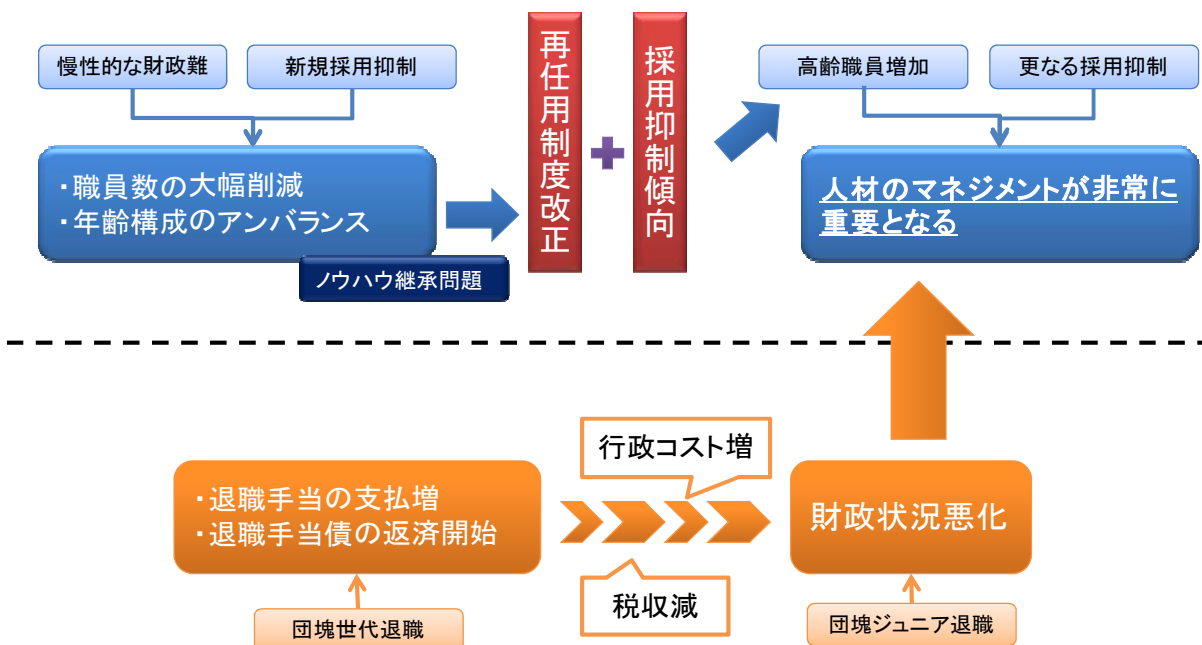 慢性的な財政難
新規採用抑制
・職員数の大幅削減
・年齢構成のアンバランス
ノウハウ継承問題
再任用制度改正
採用抑制傾向
高齢職員増加
更なる採用抑制
人材のマネジメントが非常に
重要となる
・退職手当の支払増
・退職手当債の返済開始
団塊世代退職
行政コスト増
税収減
財政状況悪化
団塊ジュニア退職